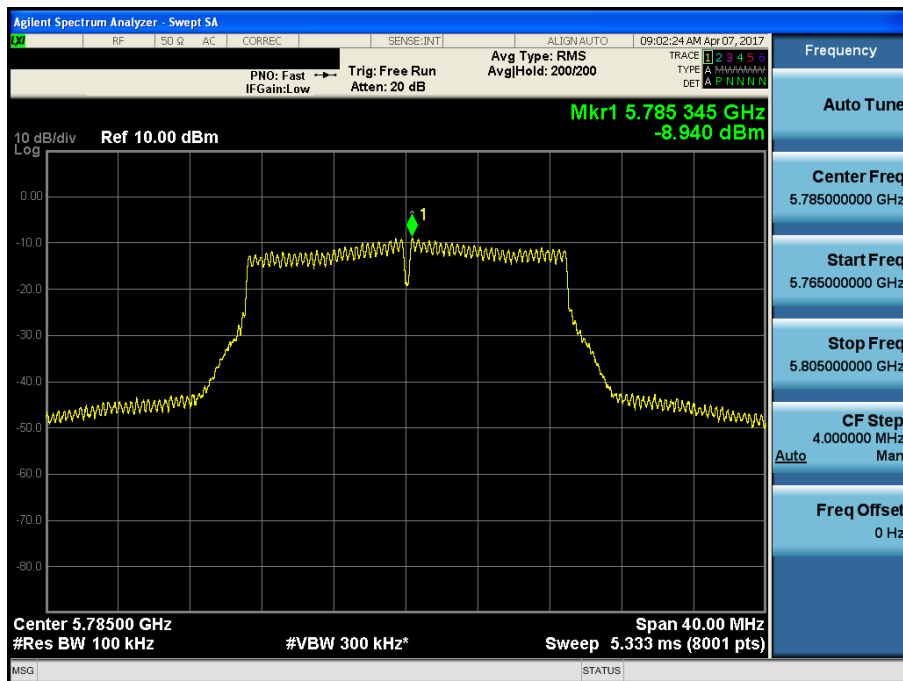 Agilent Spectrum Analyzer - Swept SA
LXI RF 50 Ω AC CORREC SENSE:INT ALIGN AUTO 09:02:24 AM Apr 07, 2017
PNO: Fast
IFGain:Low
Trig: Free Run
Atten: 20 dB
Avg Type: RMS
Avg|Hold: 200/200
TRACE 1 2 3 4 5 6
TYPE A M W W W W W
DET A P N N N N
Mkr1 5.785 345 GHz
-8.940 dBm
10 dB/div Ref 10.00 dBm
Log
0.00
1
-10.0
-20.0
-30.0
-40.0
-50.0
-60.0
-70.0
-80.0
Center 5.78500 GHz Span 40.00 MHz
#Res BW 100 kHz #VBW 300 kHz* Sweep 5.333 ms (8001 pts)
MSG STATUS
Frequency
Auto Tune
Center Freq
5.785000000 GHz
Start Freq
5.765000000 GHz
Stop Freq
5.805000000 GHz
CF Step
4.000000 MHz
Auto Man
Freq Offset
0 Hz